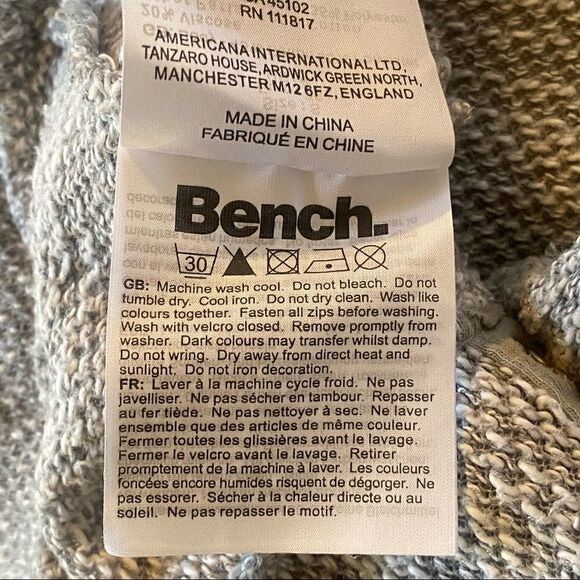 45102
RN 111817
AMERICANA INTERNATIONAL LTD,
TANZARO HOUSE, ARDWICK GREEN NORTH,
MANCHESTER M12 6FZ, ENGLAND
MADE IN CHINA
FABRIQUÉ EN CHINE
Bench.
30
GB: Machine wash cool. Do not bleach. Do not
tumble dry. Cool iron. Do not dry clean. Wash like
colours together. Fasten all zips before washing.
Wash with velcro closed. Remove promptly from
washer. Dark colours may transfer whilst damp.
Do not wring. Dry away from direct heat and
sunlight. Do not iron decoration.
FR: Laver à la machine cycle froid. Ne pas
javelliser. Ne pas sécher en tambour. Repasser
au fer tiède. Ne pas nettoyer à sec. Ne laver
ensemble que des articles de même couleur.
Fermer toutes les glissières avant le lavage.
Fermer le velcro avant le lavage. Retirer
promptement de la machine à laver. Les couleurs
foncées encore humides risquent de dégorger. Ne
pas essorer. Sécher à la chaleur directe ou au
soleil. Ne pas repasser le motif.